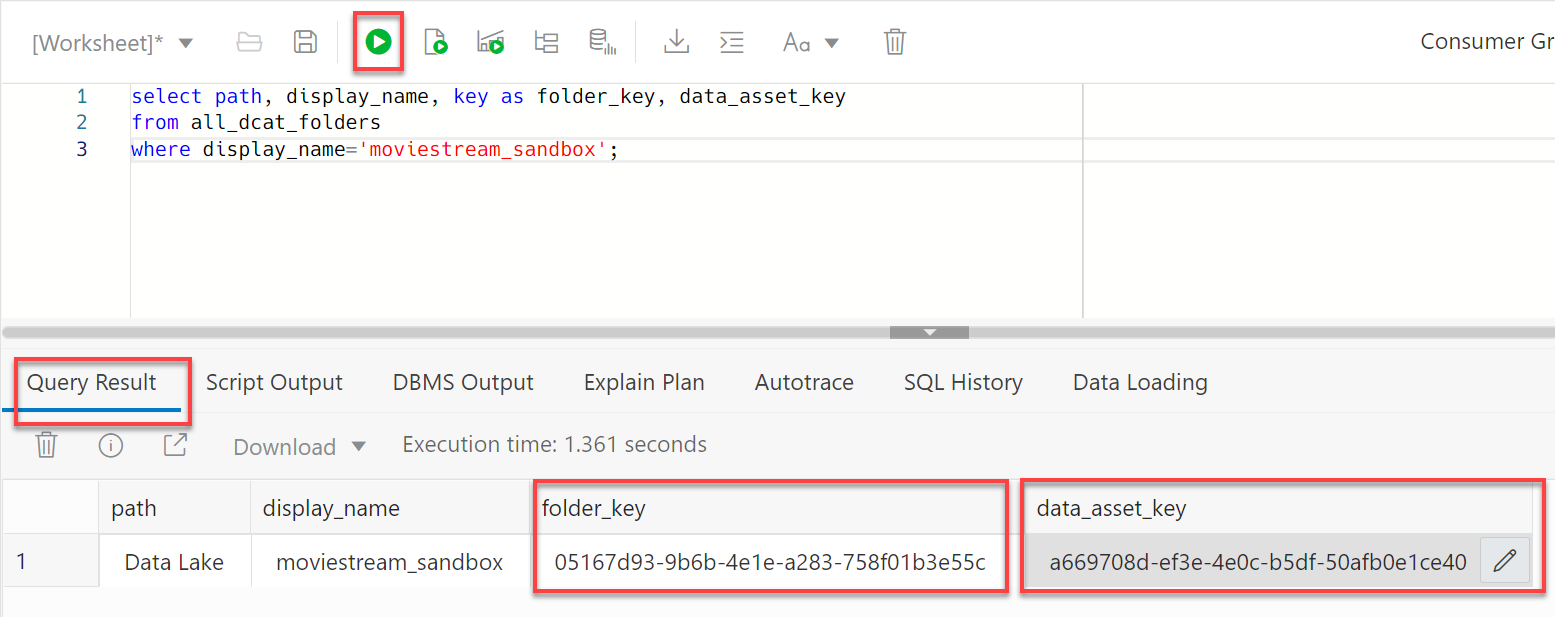 [Worksheet]* Aa Consumer Gr
1 select path, display_name, key as folder_key, data_asset_key
2 from all_dcat_folders
3 where display_name='moviestream_sandbox';
Query Result Script Output DBMS Output Explain Plan Autotrace SQL History Data Loading
Download Execution time: 1.361 seconds
path display_name folder_key data_asset_key
1 Data Lake moviestream_sandbox 05167d93-9b6b-4e1e-a283-758f01b3e55c a669708d-ef3e-4e0c-b5df-50afb0e1ce40